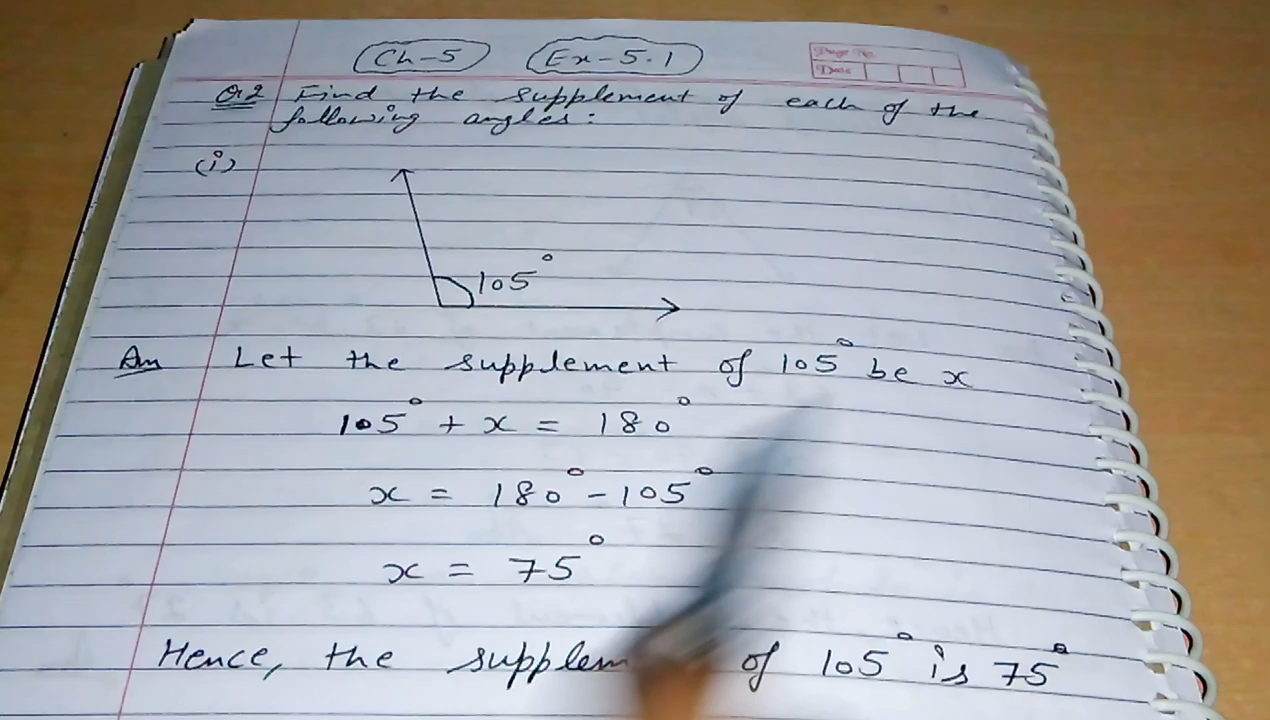 Ch-5 Ex-5.1
Page No.
Date
Q.2 Find the supplement of each of the
following angles:
(i)
105°
Ans Let the supplement of 105° be x
105° + x = 180°
x = 180° - 105°
x = 75°
Hence, the supplem of 105° is 75°